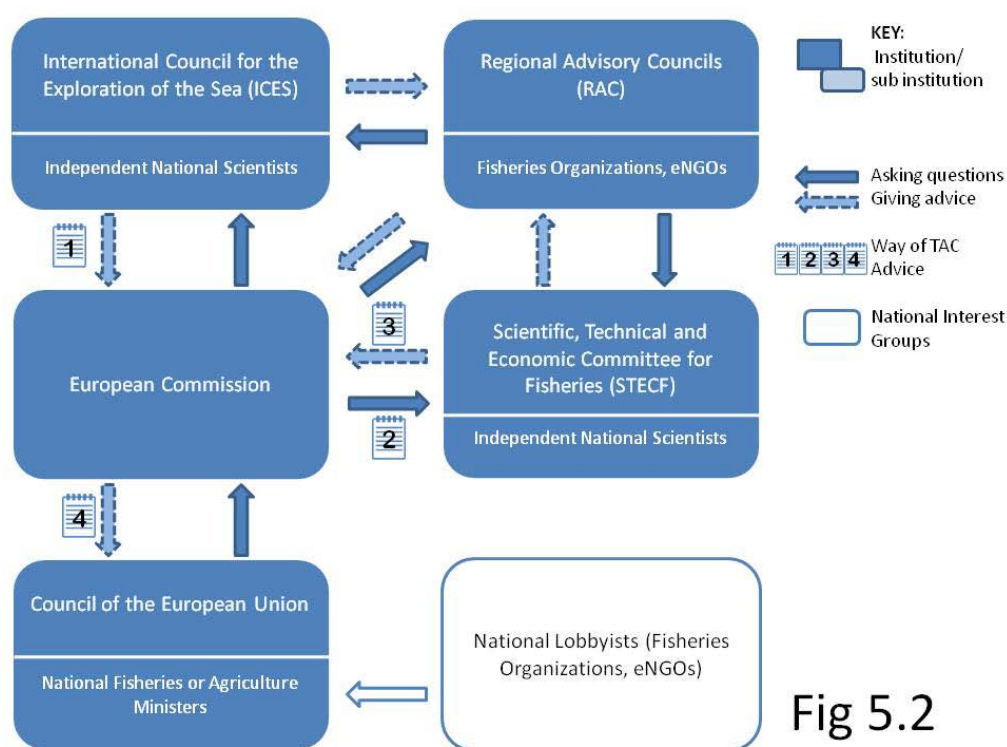 International Council for the
Exploration of the Sea (ICES)
Independent National Scientists
Regional Advisory Councils
(RAC)
Fisheries Organizations, eNGOs
KEY:
Institution/
sub institution
Asking questions
Giving advice
1 2 3 4
Way of TAC
Advice
National Interest
Groups
1
3
2
European Commission
Scientific, Technical and
Economic Committee for
Fisheries (STECF)
Independent National Scientists
4
Council of the European Union
National Fisheries or Agriculture
Ministers
National Lobbyists (Fisheries
Organizations, eNGOs)
Fig 5.2